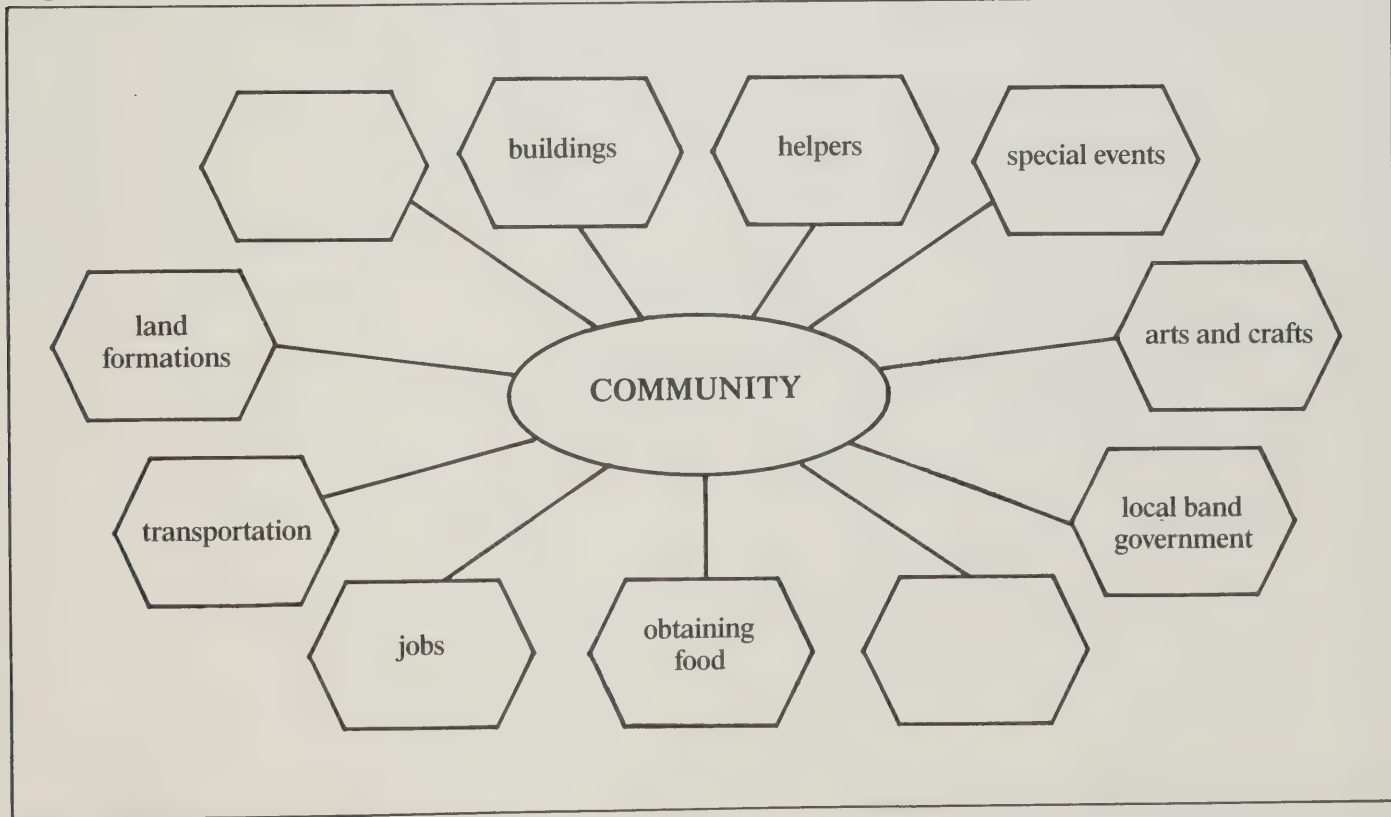 buildings
helpers
special events
land
formations
arts and crafts
COMMUNITY
transportation
local band
government
jobs
obtaining
food